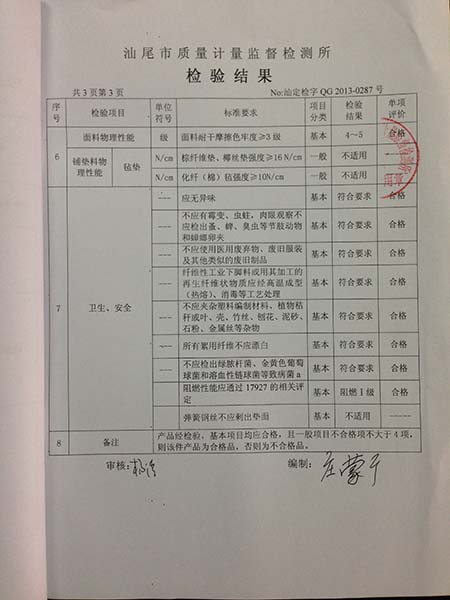 汕尾市质量计量监督检测所
检验结果
共3页第3页 No:汕定检字 QG 2013-0287 号
序号 检验项目 单位符号 标准要求 项目分类 检验结果 单项评价
6 面料物理性能 级 面料耐干摩擦色牢度≥3级 基本 4～5 合格
铺垫料物理性能 毡垫 N/cm 棕纤维垫、椰丝垫强度≥16N/cm 一般 不适用 ----
N/cm 化纤（棉）毡强度≥10N/cm 一般 不适用 ----
7 卫生、安全 --- 应无异味 基本 符合要求 合格
--- 不应有霉变、虫蛀，肉眼观察不
应检出蚤、蜱、臭虫等节肢动物
和蟑螂卵夹 基本 符合要求 合格
--- 不应使用医用废弃物、废旧服装
及其他类似的废旧制品 基本 符合要求 合格
--- 纤维性工业下脚料或用其加工的
再生纤维状物质应经高温成型
（热熔）、消毒等工艺处理 基本 符合要求 合格
--- 不应夹杂塑料编制材料、植物秸
秆或叶、壳、竹丝、刨花、泥砂、
石粉、金属丝等杂物 基本 符合要求 合格
--- 所有絮用纤维不应漂白 基本 符合要求 合格
--- 不应检出绿脓杆菌、金黄色葡萄
球菌和溶血性链球菌等致病菌a 基本 符合要求 合格
阻燃性能应通过 17927 的相关评
定 基本 阻燃Ⅰ级 合格
弹簧钢丝不应刺出垫面 基本 不适用 -----
8 备注 产品经检验，基本项目均应合格，且一般项目不合格项不大于 4 项，
则该件产品为合格品，否则为不合格品。
审核: 编制: